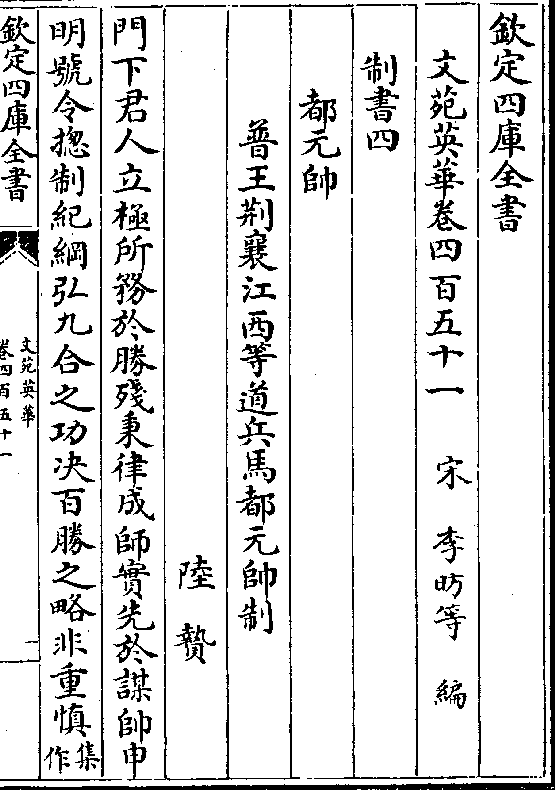 欽定四庫全書
文苑英華卷四百五十一　宋　李昉等　編
制書四
都元帥
普王荆襄江西等道兵馬都元帥制
陸贄
門下君人立極所務於勝殘秉律成師實先於謀帥申
明號令揔制紀綱弘九合之功决百勝之略非重慎集作
欽定四庫全書
文苑英華
卷四百五十一
一